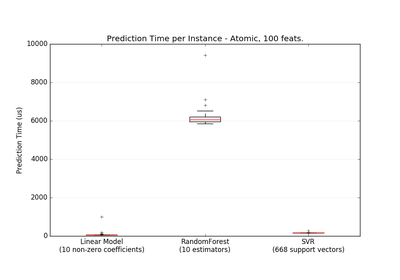 Prediction Time per Instance - Atomic, 100 feats.
10000
8000
6000
4000
2000
0
Prediction Time (us)
Linear Model
(10 non-zero coefficients)
RandomForest
(10 estimators)
SVR
(668 support vectors)